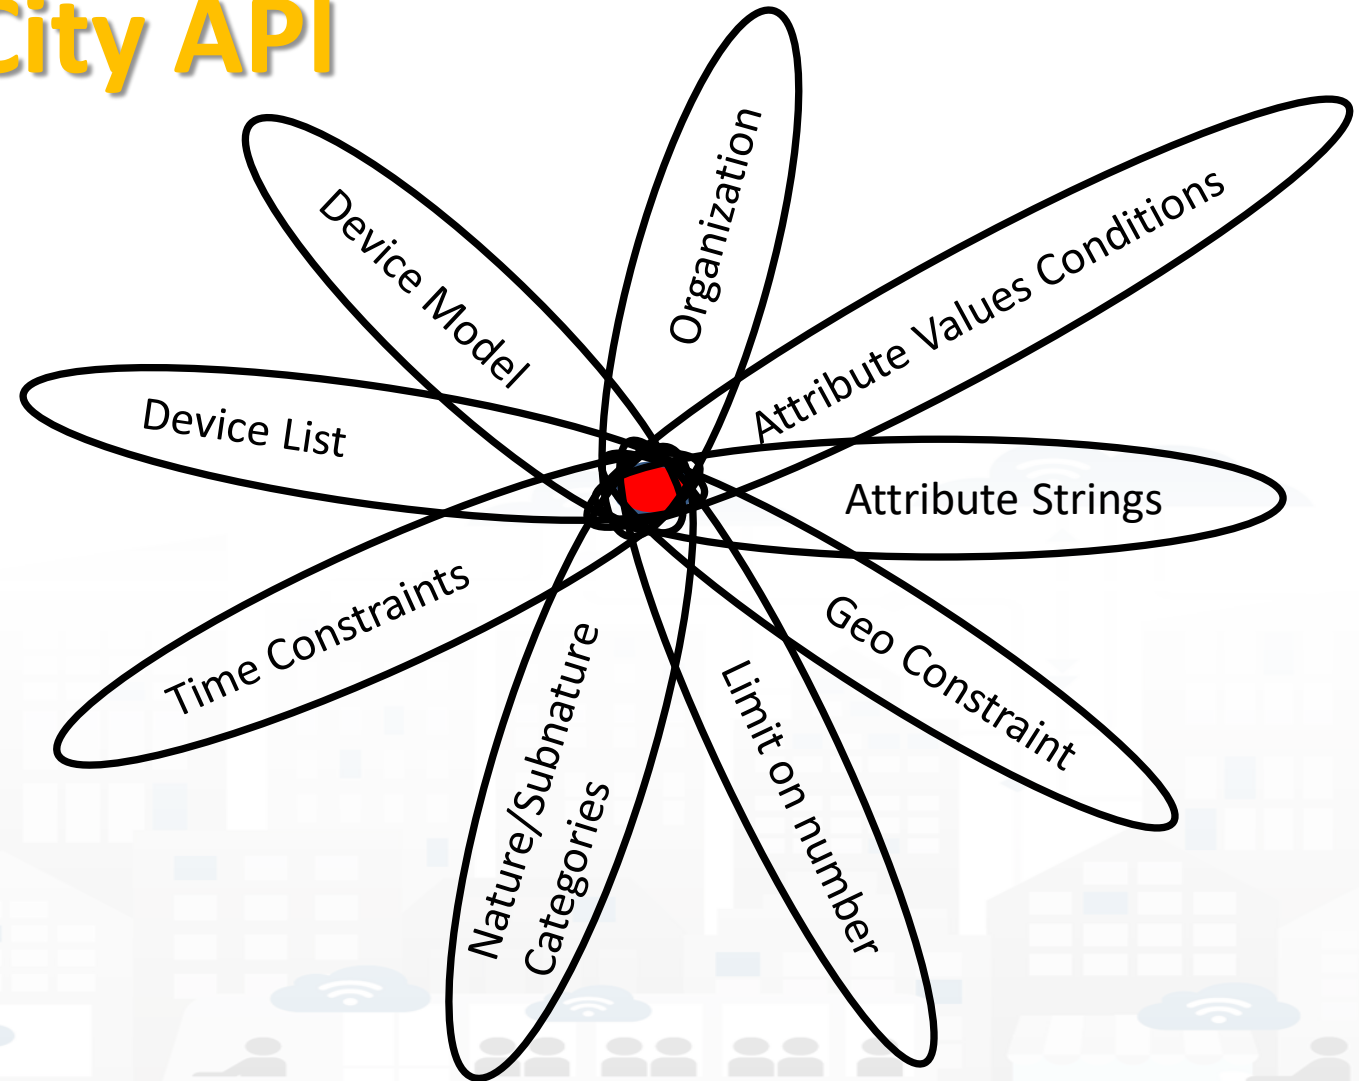 City API
Organization
Attribute Values Conditions
Device Model
Device List
Attribute Strings
Time Constraints
Geo Constraint
Nature/Subnature
Categories
Limit on number